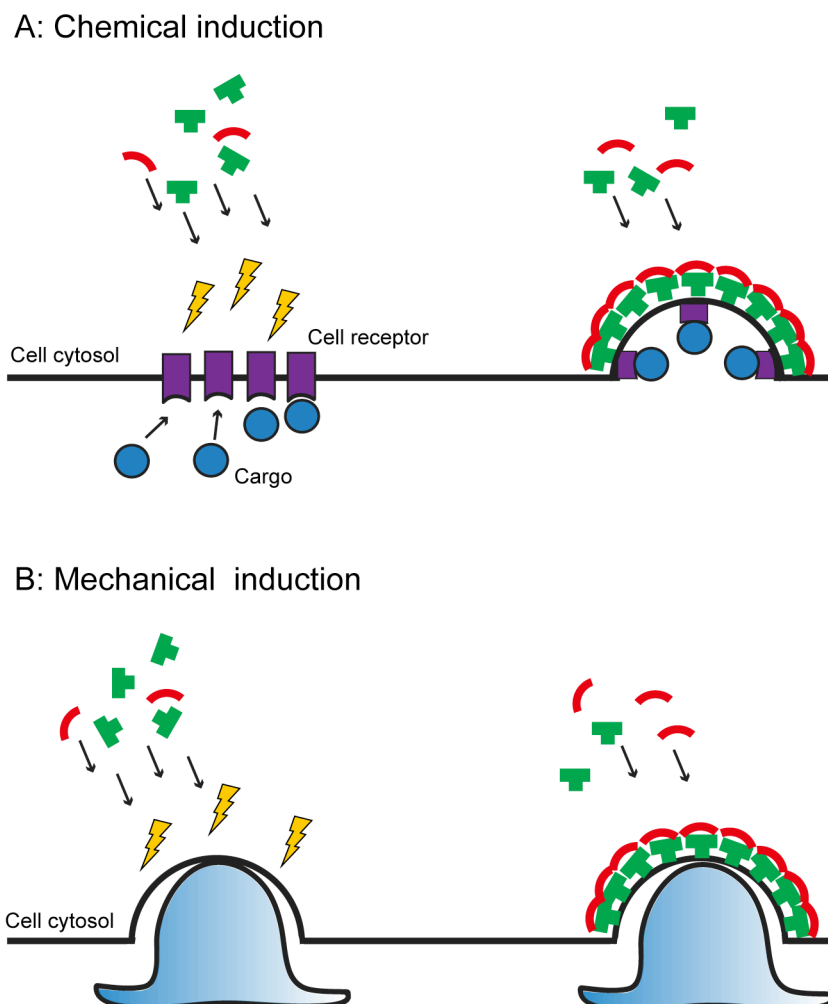 A: Chemical induction
Cell receptor
Cell cytosol
Cargo
B: Mechanical induction
Cell cytosol